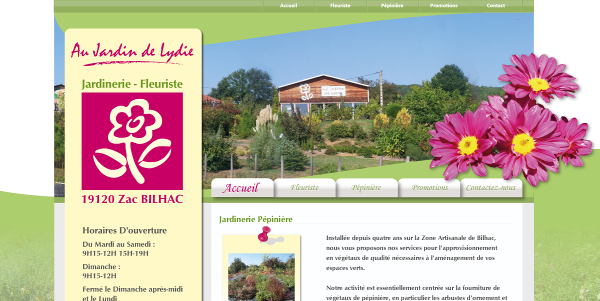 Accueil Fleuriste Pépinière Promotions Contact
Au Jardin de Lydie
Jardinerie - Fleuriste
19120 Zac BILHAC
Accueil Fleuriste Pépinière Promotions Contactez-nous
Horaires D'ouverture
Du Mardi au Samedi :
9H15-12H 15H-19H
Dimanche :
9H15-12H
Fermé le Dimanche après-midi
et le Lundi
Jardinerie Pépinière
Installée depuis quatre ans sur la Zone Artisanale de Bilhac,
nous vous proposons nos services pour l'approvisionnement
en végétaux de qualité nécessaires à l'aménagement de vos
espaces verts.
Notre activité est essentiellement centrée sur la fourniture de
végétaux de pépinière, en particulier les arbustes d'ornement et